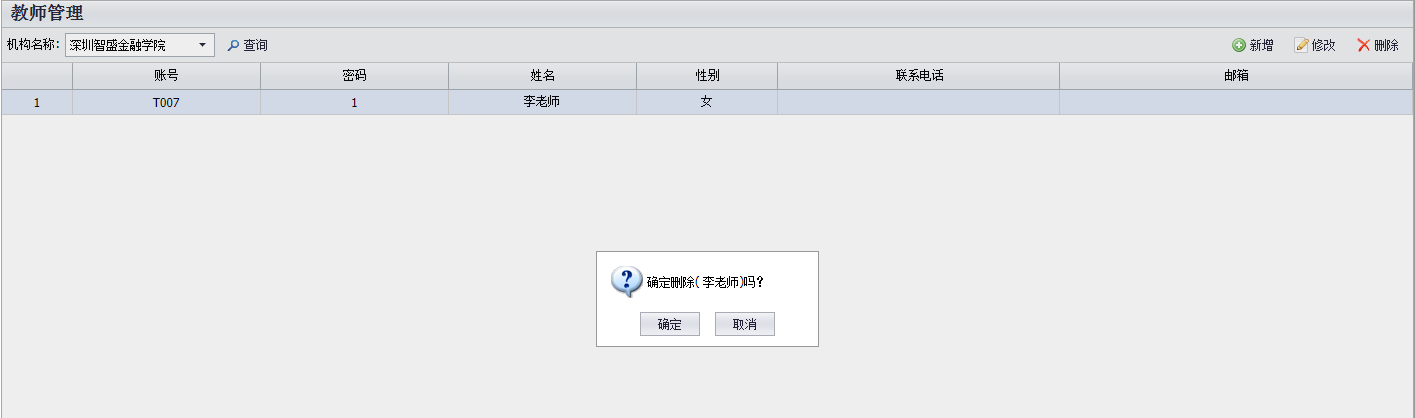 教师管理
机构名称: 深圳智盛金融学院 查询 新增 修改 删除
账号 密码 姓名 性别 联系电话 邮箱
1 T007 1 李老师 女
? 确定删除( 李老师)吗?
确定 取消